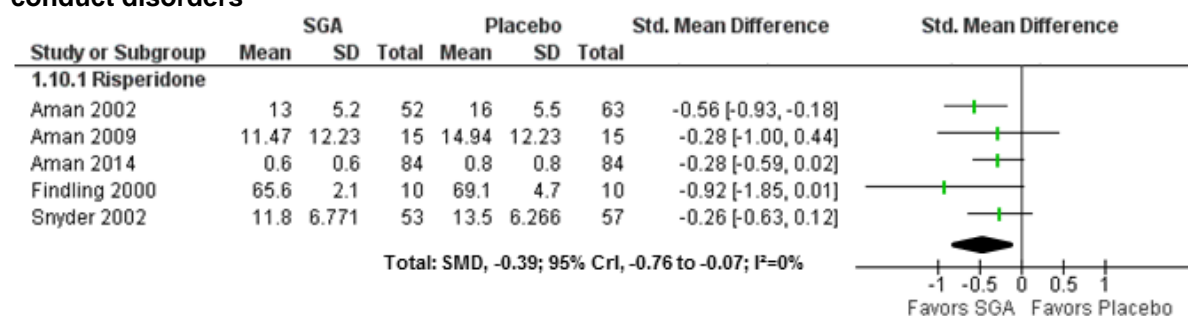 conduct disorders
SGA Placebo Std. Mean Difference Std. Mean Difference
Study or Subgroup Mean SD Total Mean SD Total
1.10.1 Risperidone
Aman 2002 13 5.2 52 16 5.5 63 -0.56 [-0.93, -0.18]
Aman 2009 11.47 12.23 15 14.94 12.23 15 -0.28 [-1.00, 0.44]
Aman 2014 0.6 0.6 84 0.8 0.8 84 -0.28 [-0.59, 0.02]
Findling 2000 65.6 2.1 10 69.1 4.7 10 -0.92 [-1.85, 0.01]
Snyder 2002 11.8 6.771 53 13.5 6.266 57 -0.26 [-0.63, 0.12]
Total: SMD, -0.39; 95% CrI, -0.76 to -0.07; I²=0%
-1 -0.5 0 0.5 1
Favors SGA Favors Placebo